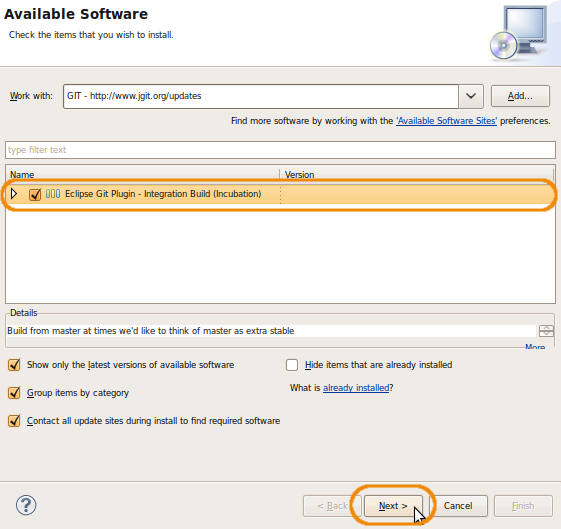 Available Software
Check the items that you wish to install.
Work with: GIT - http://www.jgit.org/updates Add...
Find more software by working with the 'Available Software Sites' preferences.
type filter text
Name Version
Eclipse Git Plugin - Integration Build (Incubation)
Details
Build from master at times we'd like to think of master as extra stable
More
Show only the latest versions of available software Hide items that are already installed
Group items by category What is already installed?
Contact all update sites during install to find required software
? < Back Next > Cancel Finish